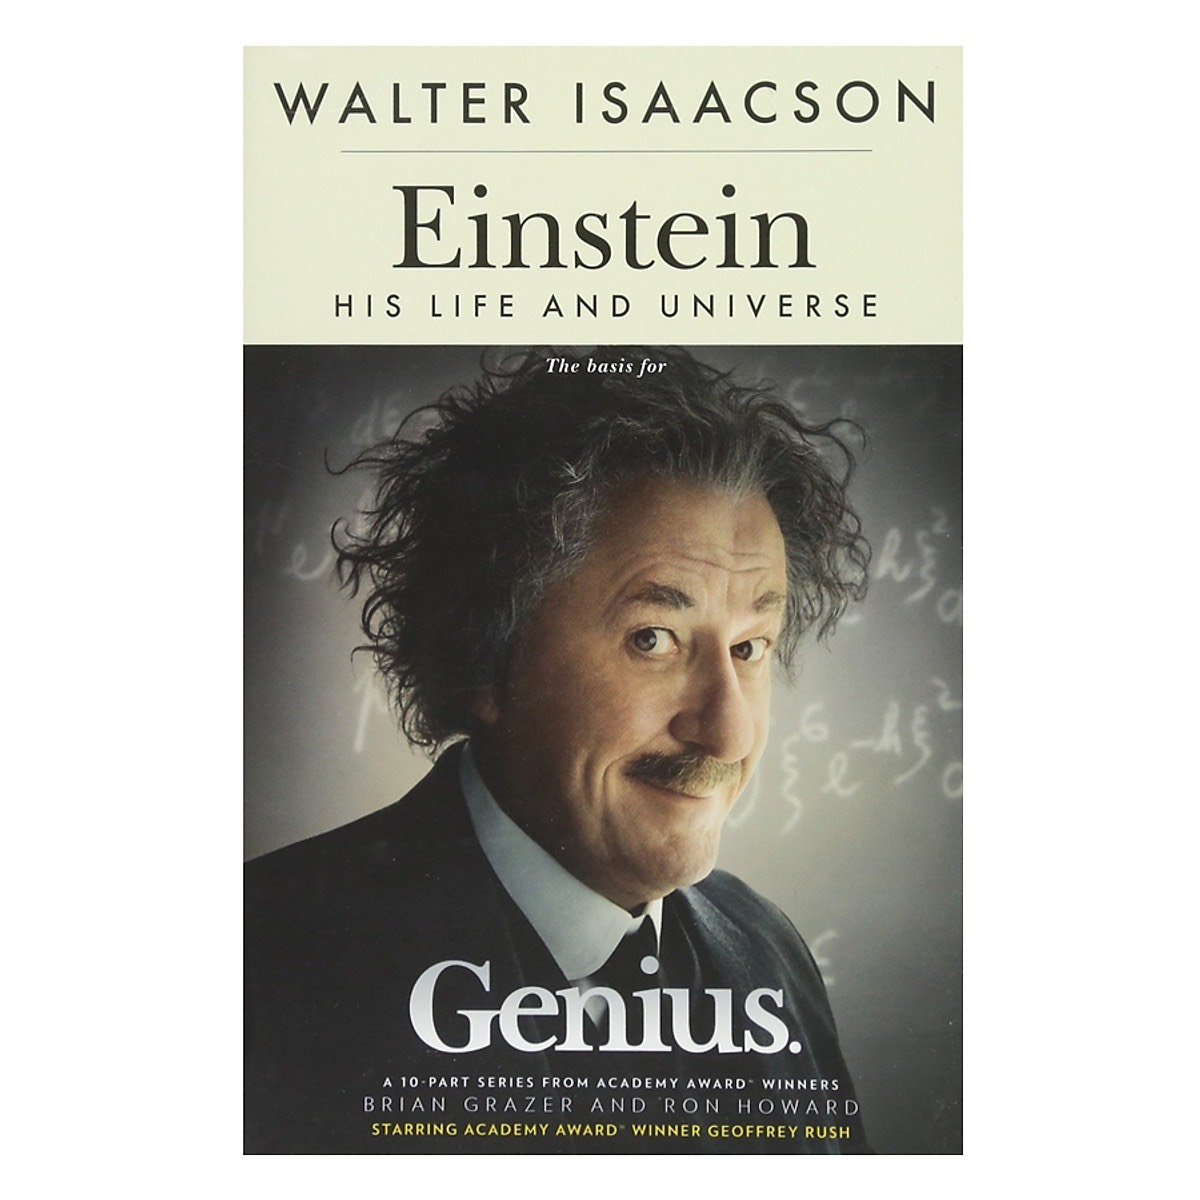 WALTER ISAACSON
Einstein
HIS LIFE AND UNIVERSE
The basis for
Genius.
A 10-PART SERIES FROM ACADEMY AWARD® WINNERS
BRIAN GRAZER AND RON HOWARD
STARRING ACADEMY AWARD® WINNER GEOFFREY RUSH